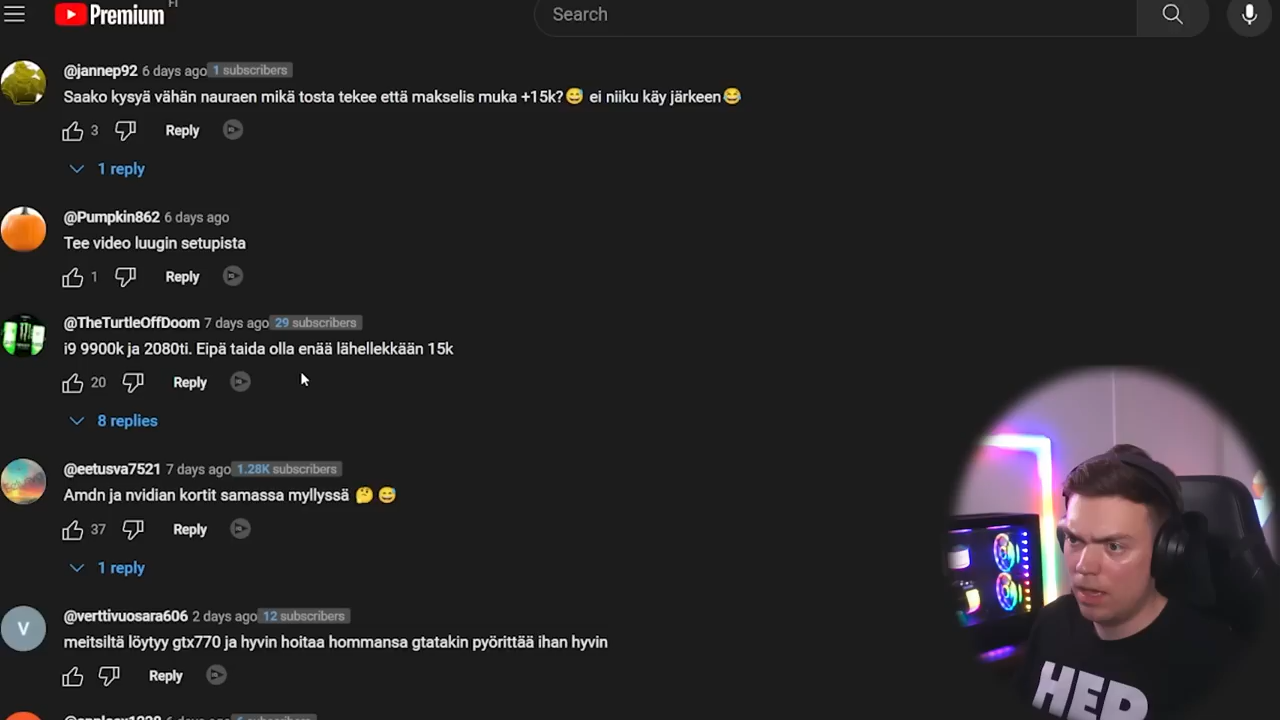 FI
Premium
Search
@jannep92 6 days ago 1 subscribers
Saako kysyä vähän nauraen mikä tosta tekee että makselis muka +15k?😅 ei niiku käy järkeen😂
3 Reply
1 reply
@Pumpkin862 6 days ago
Tee video luugin setupista
1 Reply
@TheTurtleOffDoom 7 days ago 29 subscribers
i9 9900k ja 2080ti. Eipä taida olla enää lähellekkään 15k
20 Reply
8 replies
@eetusva7521 7 days ago 1.28K subscribers
Amdn ja nvidian kortit samassa myllyssä 🤔 😅
37 Reply
1 reply
V
@verttivuosara606 2 days ago 12 subscribers
meitsiltä löytyy gtx770 ja hyvin hoitaa hommansa gtatakin pyörittää ihan hyvin
Reply
HER